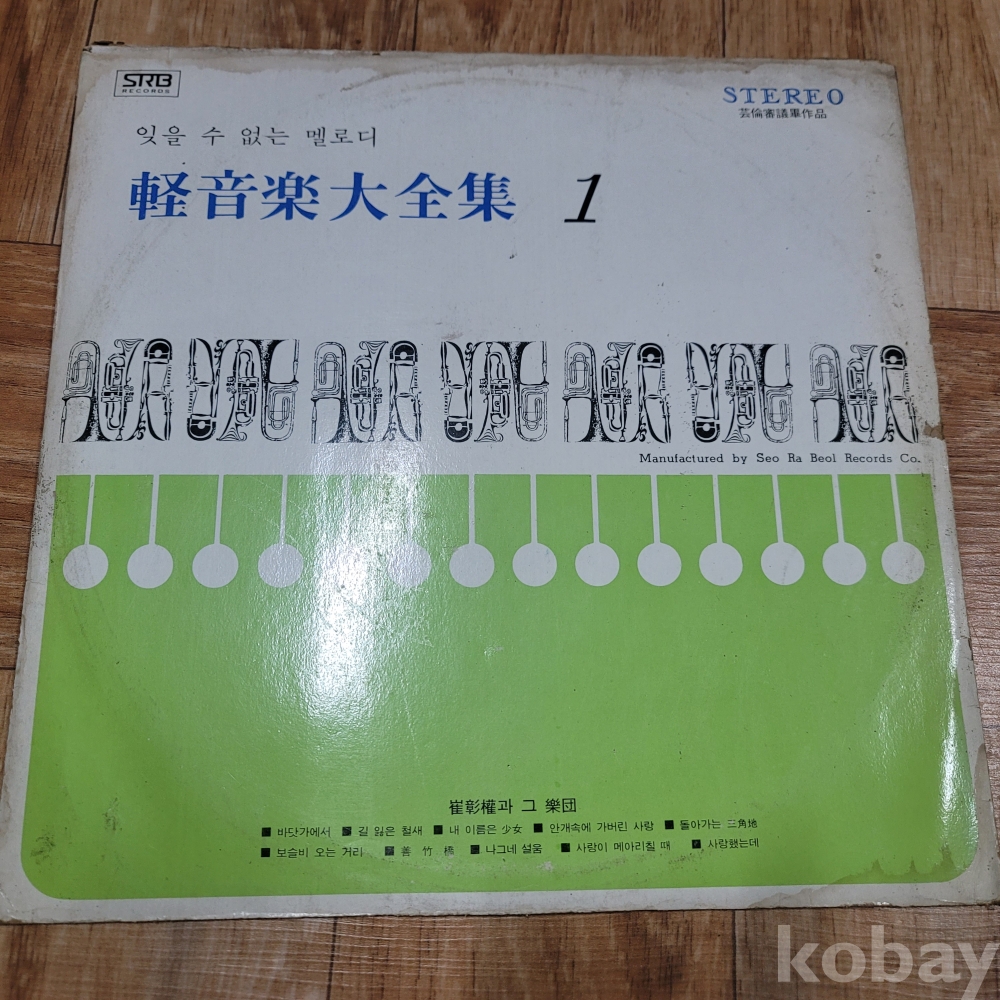 SRB
RECORDS
STEREO
芸倫審議畢作品
잊을 수 없는 멜로디
軽音楽大全集 1
Manufactured by Seo Ra Beol Records Co.
崔彰權과 그 樂団
■ 바닷가에서 ■ 길 잃은 철새 ■ 내 이름은 少女 ■ 안개속에 가버린 사랑 ■ 돌아가는 三角地
■ 보슬비 오는 거리 ■ 善竹橋 ■ 나그네 설움 ■ 사랑이 메아리칠 때 ■ 사랑했는데
kobay